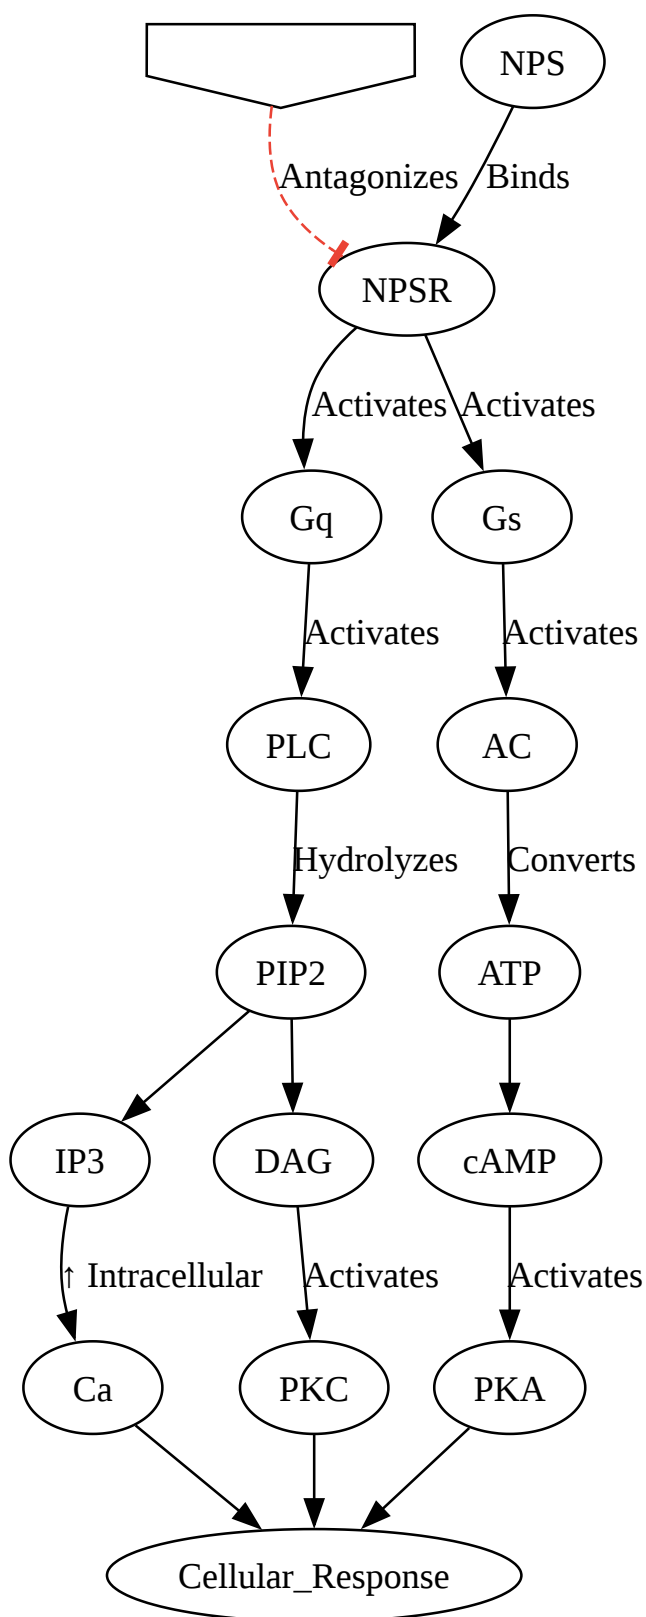 NPS
Antagonizes Binds
NPSR
Activates Activates
Gq Gs
Activates Activates
PLC AC
Hydrolyzes Converts
PIP2 ATP
IP3 DAG cAMP
↑ Intracellular Activates Activates
Ca PKC PKA
Cellular_Response